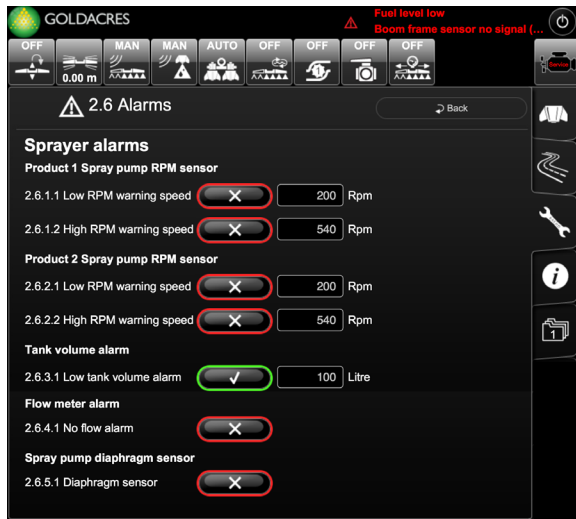 GOLDACRES
Fuel level low
Boom frame sensor no signal (...
OFF
MAN
MAN
AUTO
OFF
OFF
OFF
OFF
0.00 m
Service
2.6 Alarms
Back
Sprayer alarms
Product 1 Spray pump RPM sensor
2.6.1.1 Low RPM warning speed 200 Rpm
2.6.1.2 High RPM warning speed 540 Rpm
Product 2 Spray pump RPM sensor
2.6.2.1 Low RPM warning speed 200 Rpm
2.6.2.2 High RPM warning speed 540 Rpm
Tank volume alarm
2.6.3.1 Low tank volume alarm 100 Litre
Flow meter alarm
2.6.4.1 No flow alarm
Spray pump diaphragm sensor
2.6.5.1 Diaphragm sensor
1